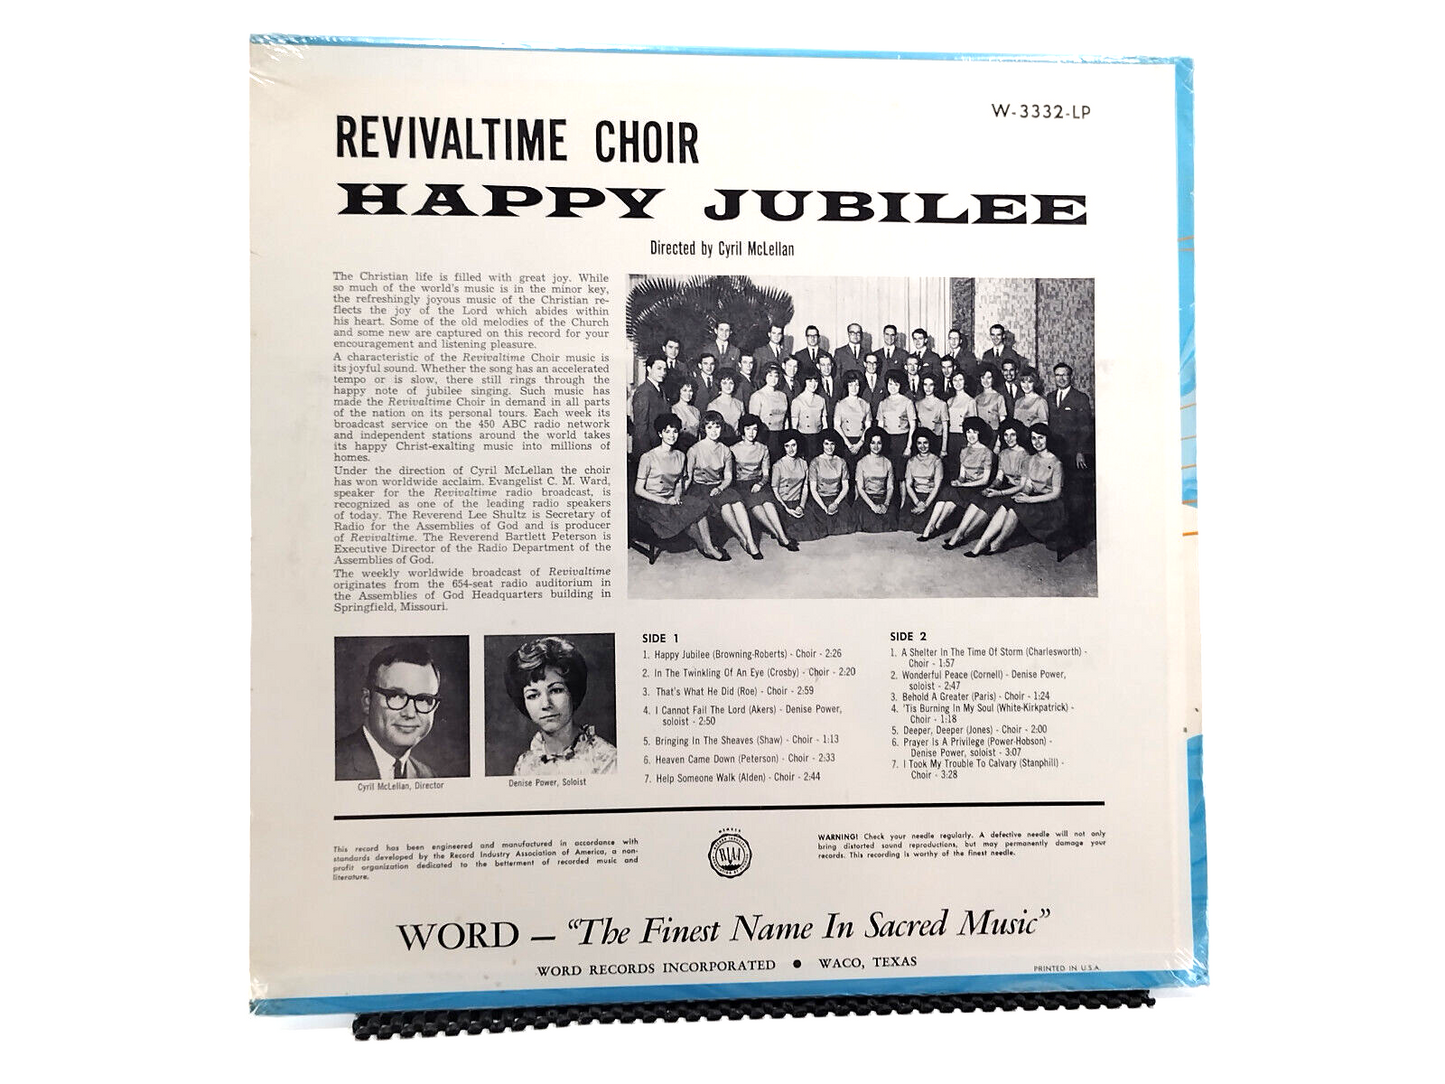 W-3332-LP
REVIVALTIME CHOIR
HAPPY JUBILEE
Directed by Cyril McLellan
The Christian life is filled with great joy. While
so much of the world's music is in the minor key,
the refreshingly joyous music of the Christian re-
flects the joy of the Lord which abides within
his heart. Some of the old melodies of the Church
and some new are captured on this record for your
encouragement and listening pleasure.
A characteristic of the Revivaltime Choir music is
its joyful sound. Whether the song has an accelerated
tempo or is slow, there still rings through the
happy note of jubilee singing. Such music has
made the Revivaltime Choir in demand in all parts
of the nation on its personal tours. Each week its
broadcast service on the 450 ABC radio network
and independent stations around the world takes
its happy Christ-exalting music into millions of
homes.
Under the direction of Cyril McLellan the choir
has won worldwide acclaim. Evangelist C. M. Ward,
speaker for the Revivaltime radio broadcast, is
recognized as one of the leading radio speakers
of today. The Reverend Lee Shultz is Secretary of
Radio for the Assemblies of God and is producer
of Revivaltime. The Reverend Bartlett Peterson is
Executive Director of the Radio Department of the
Assemblies of God.
The weekly worldwide broadcast of Revivaltime
originates from the 654-seat radio auditorium in
the Assemblies of God Headquarters building in
Springfield, Missouri.
Cyril McLellan, Director
Denise Power, Soloist
SIDE 1
1. Happy Jubilee (Browning-Roberts) - Choir - 2:26
2. In The Twinkling Of An Eye (Crosby) - Choir - 2:20
3. That's What He Did (Roe) - Choir - 2:59
4. I Cannot Fail The Lord (Akers) - Denise Power,
soloist - 2:50
5. Bringing In The Sheaves (Shaw) - Choir - 1:13
6. Heaven Came Down (Peterson) - Choir - 2:33
7. Help Someone Walk (Alden) - Choir - 2:44
SIDE 2
1. A Shelter In The Time Of Storm (Charlesworth) -
Choir - 1:57
2. Wonderful Peace (Cornell) - Denise Power,
soloist - 2:47
3. Behold A Greater (Paris) - Choir - 1:24
4. 'Tis Burning In My Soul (White-Kirkpatrick) -
Choir - 1:18
5. Deeper, Deeper (Jones) - Choir - 2:00
6. Prayer Is A Privilege (Power-Hobson) -
Denise Power, soloist - 3:07
7. I Took My Trouble To Calvary (Stanphill) -
Choir - 3:28
This record has been engineered and manufactured in accordance with
standards developed by the Record Industry Association of America, a non-
profit organization dedicated to the betterment of recorded music and
literature.
MEMBER
RIAA
WARNING! Check your needle regularly. A defective needle will not only
bring distorted sound reproductions, but may permanently damage your
records. This recording is worthy of the finest needle.
WORD – "The Finest Name In Sacred Music"
WORD RECORDS INCORPORATED • WACO, TEXAS
PRINTED IN U.S.A.